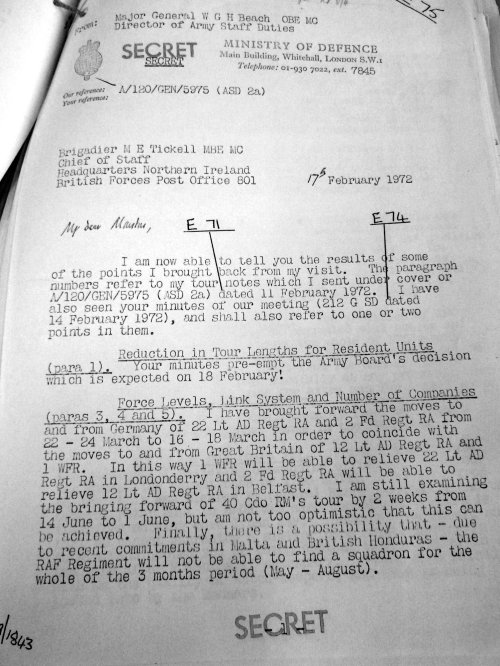 E 75
From: Major General W G H Beach OBE MC
Director of Army Staff Duties
SECRET
SECRET
MINISTRY OF DEFENCE
Main Building, Whitehall, LONDON S.W.1
Telephone: 01-930 7022, ext. 7845
Our reference: A/120/GEN/5975 (ASD 2a)
Your reference:
Brigadier M E Tickell MBE MC
Chief of Staff
Headquarters Northern Ireland
British Forces Post Office 801
17th February 1972
My dear
E 71
E 74
I am now able to tell you the results of some
of the points I brought back from my visit. The paragraph
numbers refer to my tour notes which I sent under cover or
A/120/GEN/5975 (ASD 2a) dated 11 February 1972. I have
also seen your minutes of our meeting (212 G SD dated
14 February 1972), and shall also refer to one or two
points in them.
Reduction in Tour Lengths for Resident Units
(para 1). Your minutes pre-empt the Army Board's decision
which is expected on 18 February!
Force Levels, Link System and Number of Companies
(paras 3, 4 and 5). I have brought forward the moves to
and from Germany of 22 Lt AD Regt RA and 2 Fd Regt RA from
22 - 24 March to 16 - 18 March in order to coincide with
the moves to and from Great Britain of 12 Lt AD Regt RA and
1 WFR. In this way 1 WFR will be able to relieve 22 Lt AD
Regt RA in Londonderry and 2 Fd Regt RA will be able to
relieve 12 Lt AD Regt RA in Belfast. I am still examining
the bringing forward of 40 Cdo RM's tour by 2 weeks from
14 June to 1 June, but am not too optimistic that this can
be achieved. Finally, there is a possibility that - due
to recent commitments in Malta and British Honduras - the
RAF Regiment will not be able to find a squadron for the
whole of the 3 months period (May - August).
SECRET
- 1 -
/1843